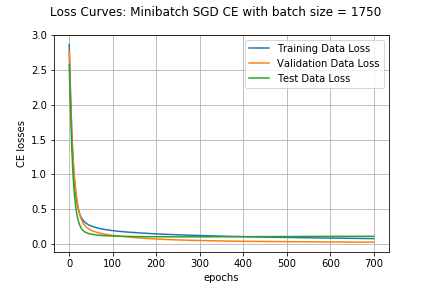 Loss Curves: Minibatch SGD CE with batch size = 1750
3.0
2.5
2.0
1.5
1.0
0.5
0.0
CE losses
Training Data Loss
Validation Data Loss
Test Data Loss
0 100 200 300 400 500 600 700
epochs